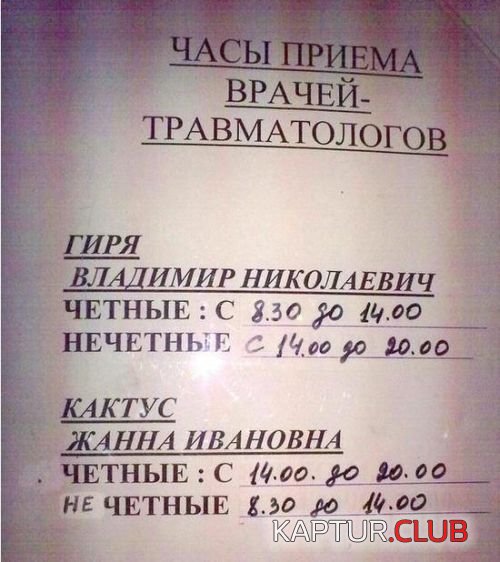 ЧАСЫ ПРИЕМА
ВРАЧЕЙ-
ТРАВМАТОЛОГОВ
ГИРЯ
ВЛАДИМИР НИКОЛАЕВИЧ
ЧЕТНЫЕ : С 8.30 до 14.00
НЕЧЕТНЫЕ С 14.00 до 20.00
КАКТУС
ЖАННА ИВАНОВНА
ЧЕТНЫЕ : С 14.00. до 20.00
НЕ ЧЕТНЫЕ 8.30 до 14.00
KAPTUR.CLUB